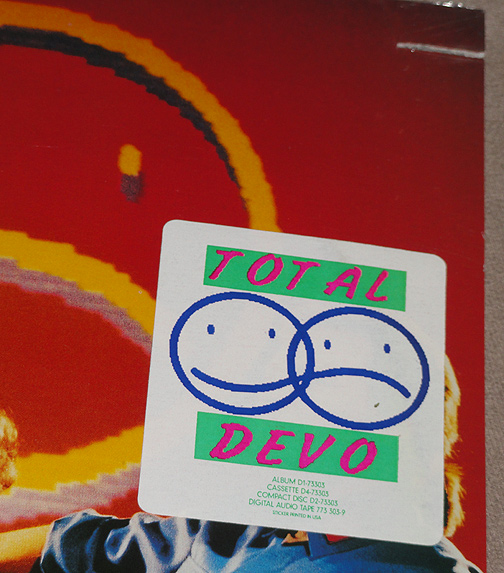 TOTAL
DEVO
ALBUM D1-73303
CASSETTE D4-73303
COMPACT DISC D2-73303
DIGITAL AUDIO TAPE 773 303-9
STICKER PRINTED IN USA